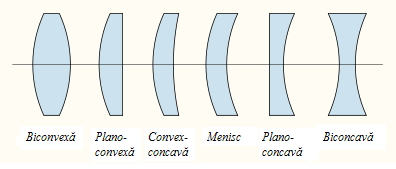 Biconvexă Plano- Convex- Menisc Plano- Biconcavă
convexă concavă concavă